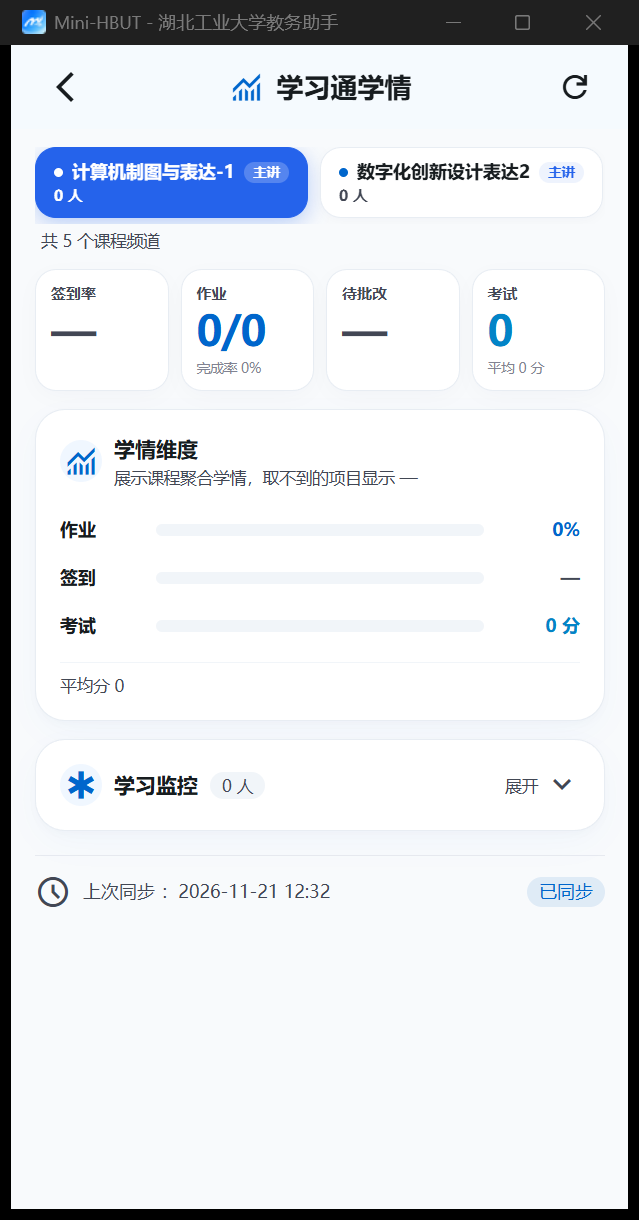 Mini-HBUT - 湖北工业大学教务助手
学习通学情
计算机制图与表达-1 主讲
0 人
数字化创新设计表达2 主讲
0 人
共 5 个课程频道
签到率
—
作业
0/0
完成率 0%
待批改
—
考试
0
平均 0 分
学情维度
展示课程聚合学情，取不到的项目显示 —
作业 0%
签到 —
考试 0 分
平均分 0
学习监控 0 人 展开
上次同步 ：2026-11-21 12:32 已同步